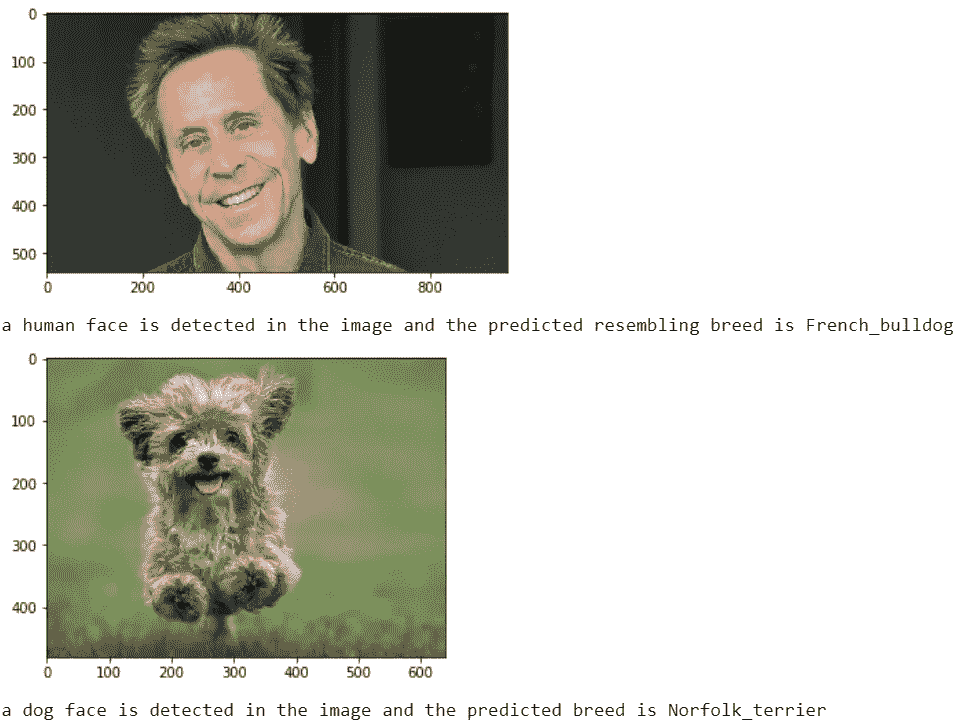 0
100
200
300
400
500
0 200 400 600 800
a human face is detected in the image and the predicted resembling breed is French_bulldog
0
100
200
300
400
0 100 200 300 400 500 600
a dog face is detected in the image and the predicted breed is Norfolk_terrier